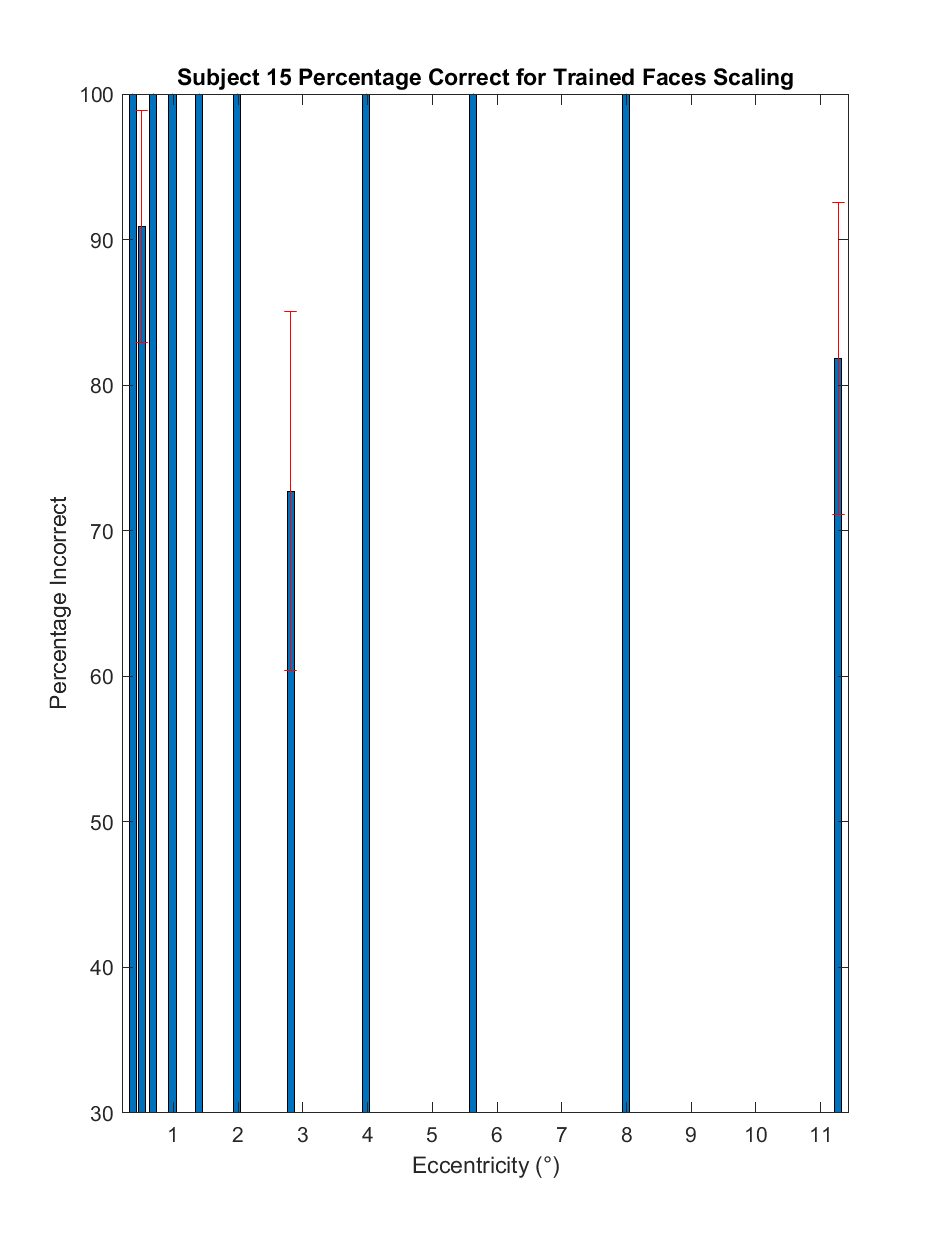 Subject 15 Percentage Correct for Trained Faces Scaling
100
90
80
70
60
50
40
30
Percentage Incorrect
1 2 3 4 5 6 7 8 9 10 11
Eccentricity (°)